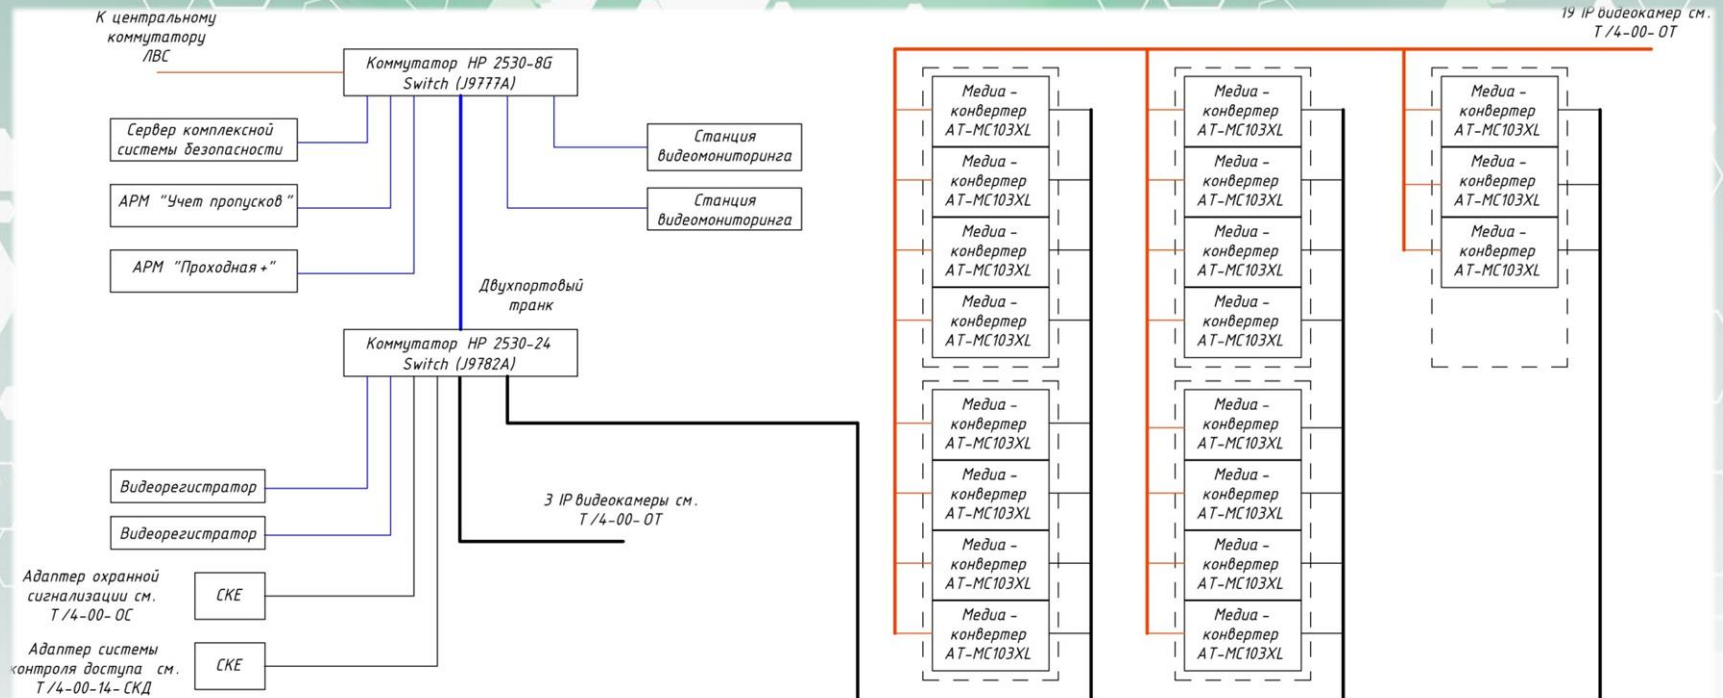 К центральному
коммутатору
ЛВС
Коммутатор HP 2530-8G
Switch (J9777A)
Сервер комплексной
системы безопасности
АРМ "Учет пропусков"
АРМ "Проходная+"
Станция
видеомониторинга
Станция
видеомониторинга
Двухпортовый
транк
Коммутатор HP 2530-24
Switch (J9782A)
Видеорегистратор
Видеорегистратор
3 IP видеокамеры см.
Т/4-00-ОТ
Адаптер охранной
сигнализации см.
Т/4-00-ОС
СКЕ
Адаптер системы
контроля доступа см.
Т/4-00-14-СКД
СКЕ
19 IP видеокамер см.
Т/4-00-ОТ
Медиа-
конвертер
AT-MC103XL
Медиа-
конвертер
AT-MC103XL
Медиа-
конвертер
AT-MC103XL
Медиа-
конвертер
AT-MC103XL
Медиа-
конвертер
AT-MC103XL
Медиа-
конвертер
AT-MC103XL
Медиа-
конвертер
AT-MC103XL
Медиа-
конвертер
AT-MC103XL
Медиа-
конвертер
AT-MC103XL
Медиа-
конвертер
AT-MC103XL
Медиа-
конвертер
AT-MC103XL
Медиа-
конвертер
AT-MC103XL
Медиа-
конвертер
AT-MC103XL
Медиа-
конвертер
AT-MC103XL
Медиа-
конвертер
AT-MC103XL
Медиа-
конвертер
AT-MC103XL
Медиа-
конвертер
AT-MC103XL
Медиа-
конвертер
AT-MC103XL
Медиа-
конвертер
AT-MC103XL